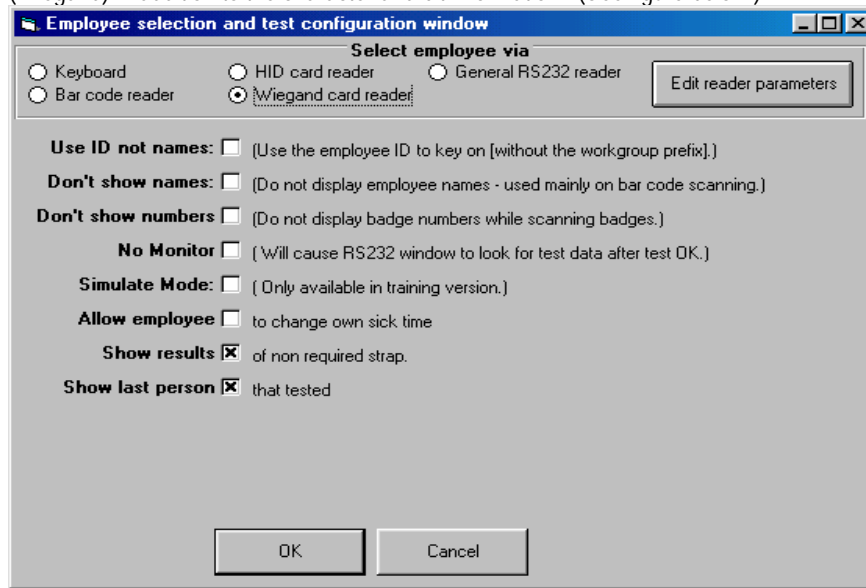 Employee selection and test configuration window
Select employee via
Keyboard HID card reader General RS232 reader
Bar code reader Wiegand card reader
Edit reader parameters
Use ID not names: (Use the employee ID to key on [without the workgroup prefix].)
Don't show names: (Do not display employee names - used mainly on bar code scanning.)
Don't show numbers (Do not display badge numbers while scanning badges.)
No Monitor ( Will cause RS232 window to look for test data after test OK.)
Simulate Mode: ( Only available in training version.)
Allow employee to change own sick time
Show results of non required strap.
Show last person that tested
OK Cancel